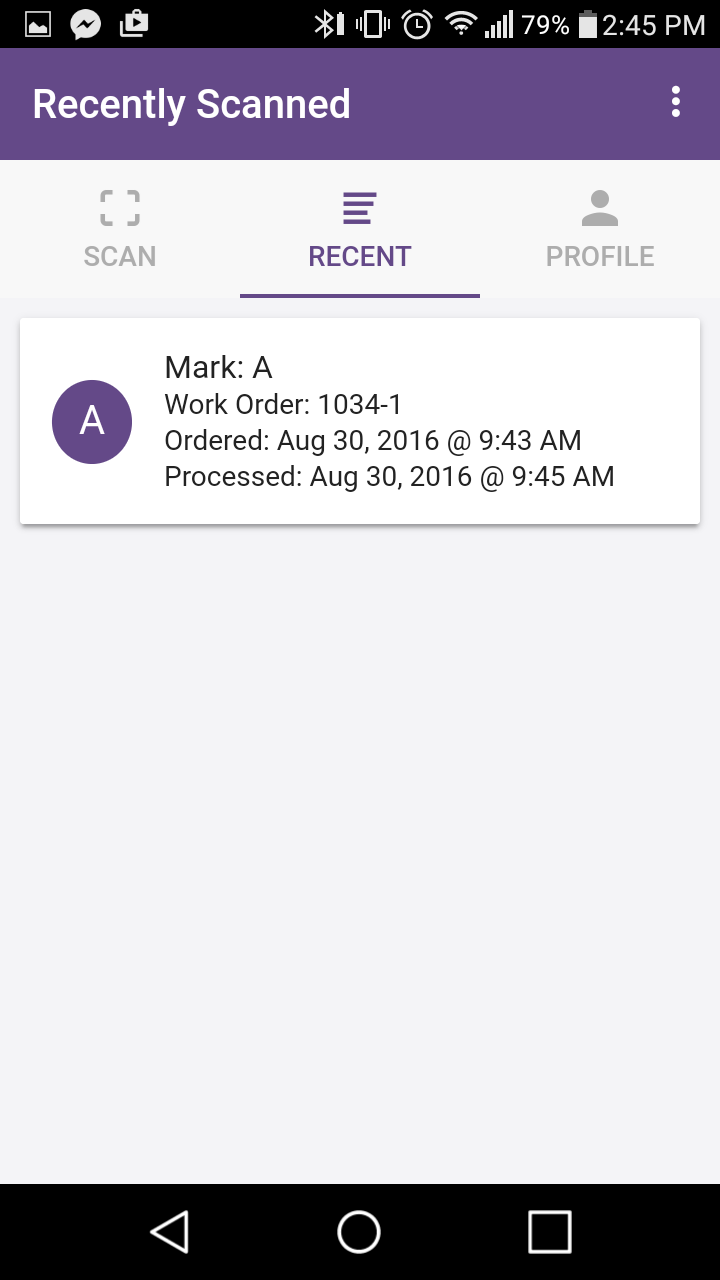 79% 2:45 PM
Recently Scanned
SCAN RECENT PROFILE
A
Mark: A
Work Order: 1034-1
Ordered: Aug 30, 2016 @ 9:43 AM
Processed: Aug 30, 2016 @ 9:45 AM